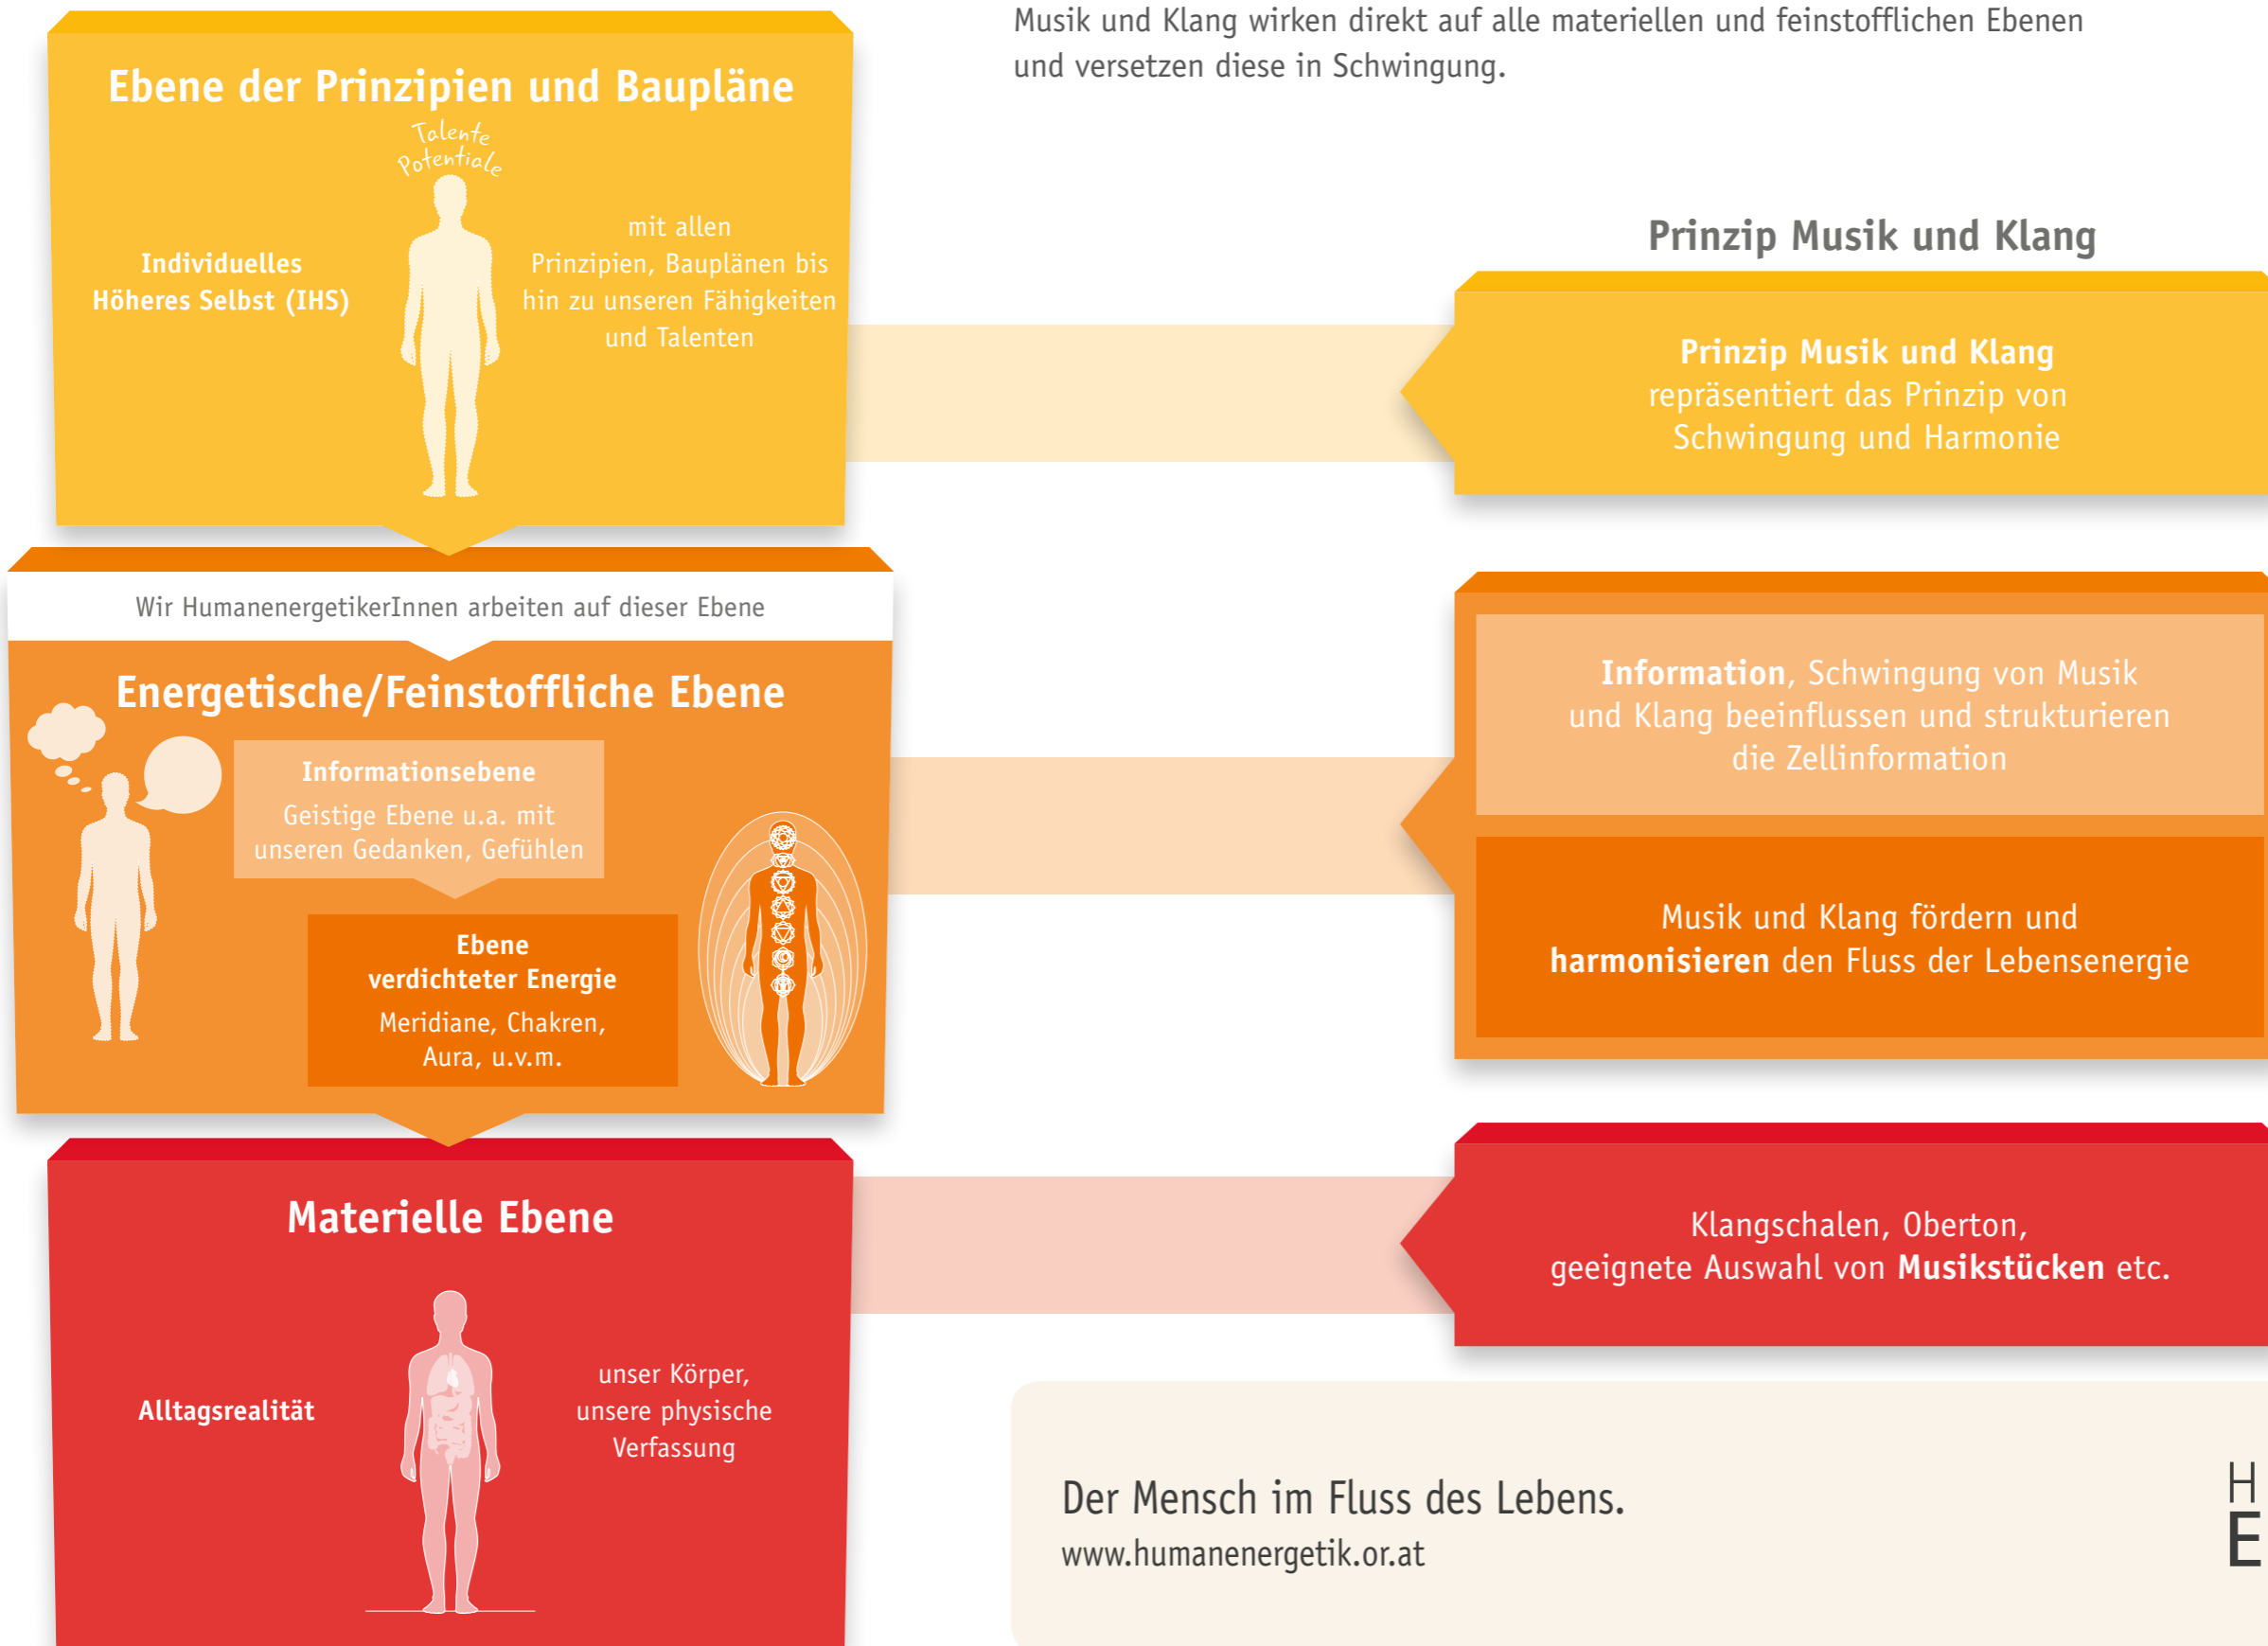 Musik und Klang wirken direkt auf alle materiellen und feinstofflichen Ebenen
und versetzen diese in Schwingung.
Ebene der Prinzipien und Baupläne
Talente
Potentiale
Individuelles
Höheres Selbst (IHS)
mit allen
Prinzipien, Bauplänen bis
hin zu unseren Fähigkeiten
und Talenten
Prinzip Musik und Klang
Prinzip Musik und Klang
repräsentiert das Prinzip von
Schwingung und Harmonie
Wir HumanenergetikerInnen arbeiten auf dieser Ebene
Energetische/Feinstoffliche Ebene
Informationsebene
Geistige Ebene u.a. mit
unseren Gedanken, Gefühlen
Ebene
verdichteter Energie
Meridiane, Chakren,
Aura, u.v.m.
Information, Schwingung von Musik
und Klang beeinflussen und strukturieren
die Zellinformation
Musik und Klang fördern und
harmonisieren den Fluss der Lebensenergie
Materielle Ebene
Alltagsrealität
unser Körper,
unsere physische
Verfassung
Klangschalen, Oberton,
geeignete Auswahl von Musikstücken etc.
Der Mensch im Fluss des Lebens.
www.humanenergetik.or.at
H
E